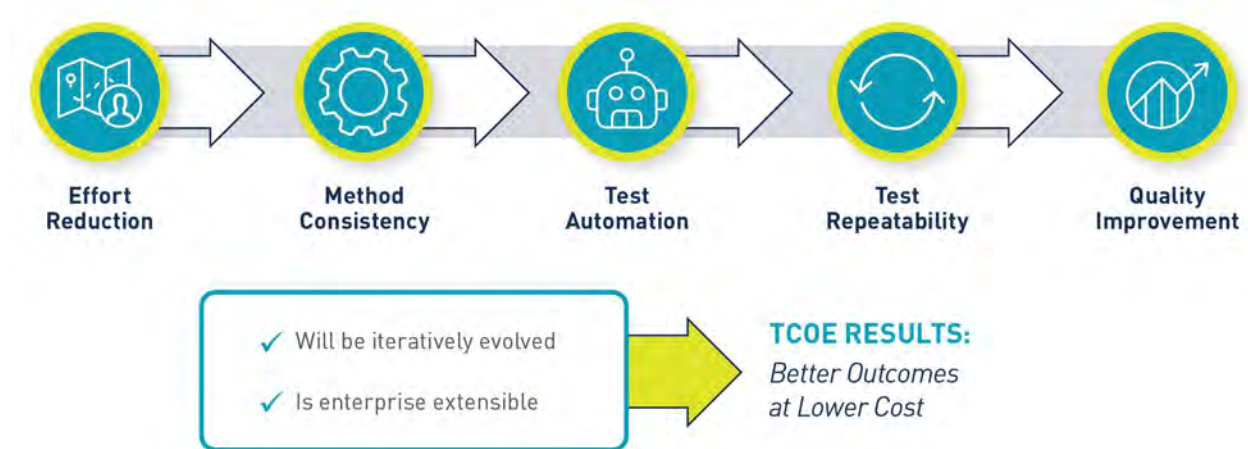 Effort
Reduction
Method
Consistency
Test
Automation
Test
Repeatability
Quality
Improvement
Will be iteratively evolved
Is enterprise extensible
TCOE RESULTS:
Better Outcomes
at Lower Cost